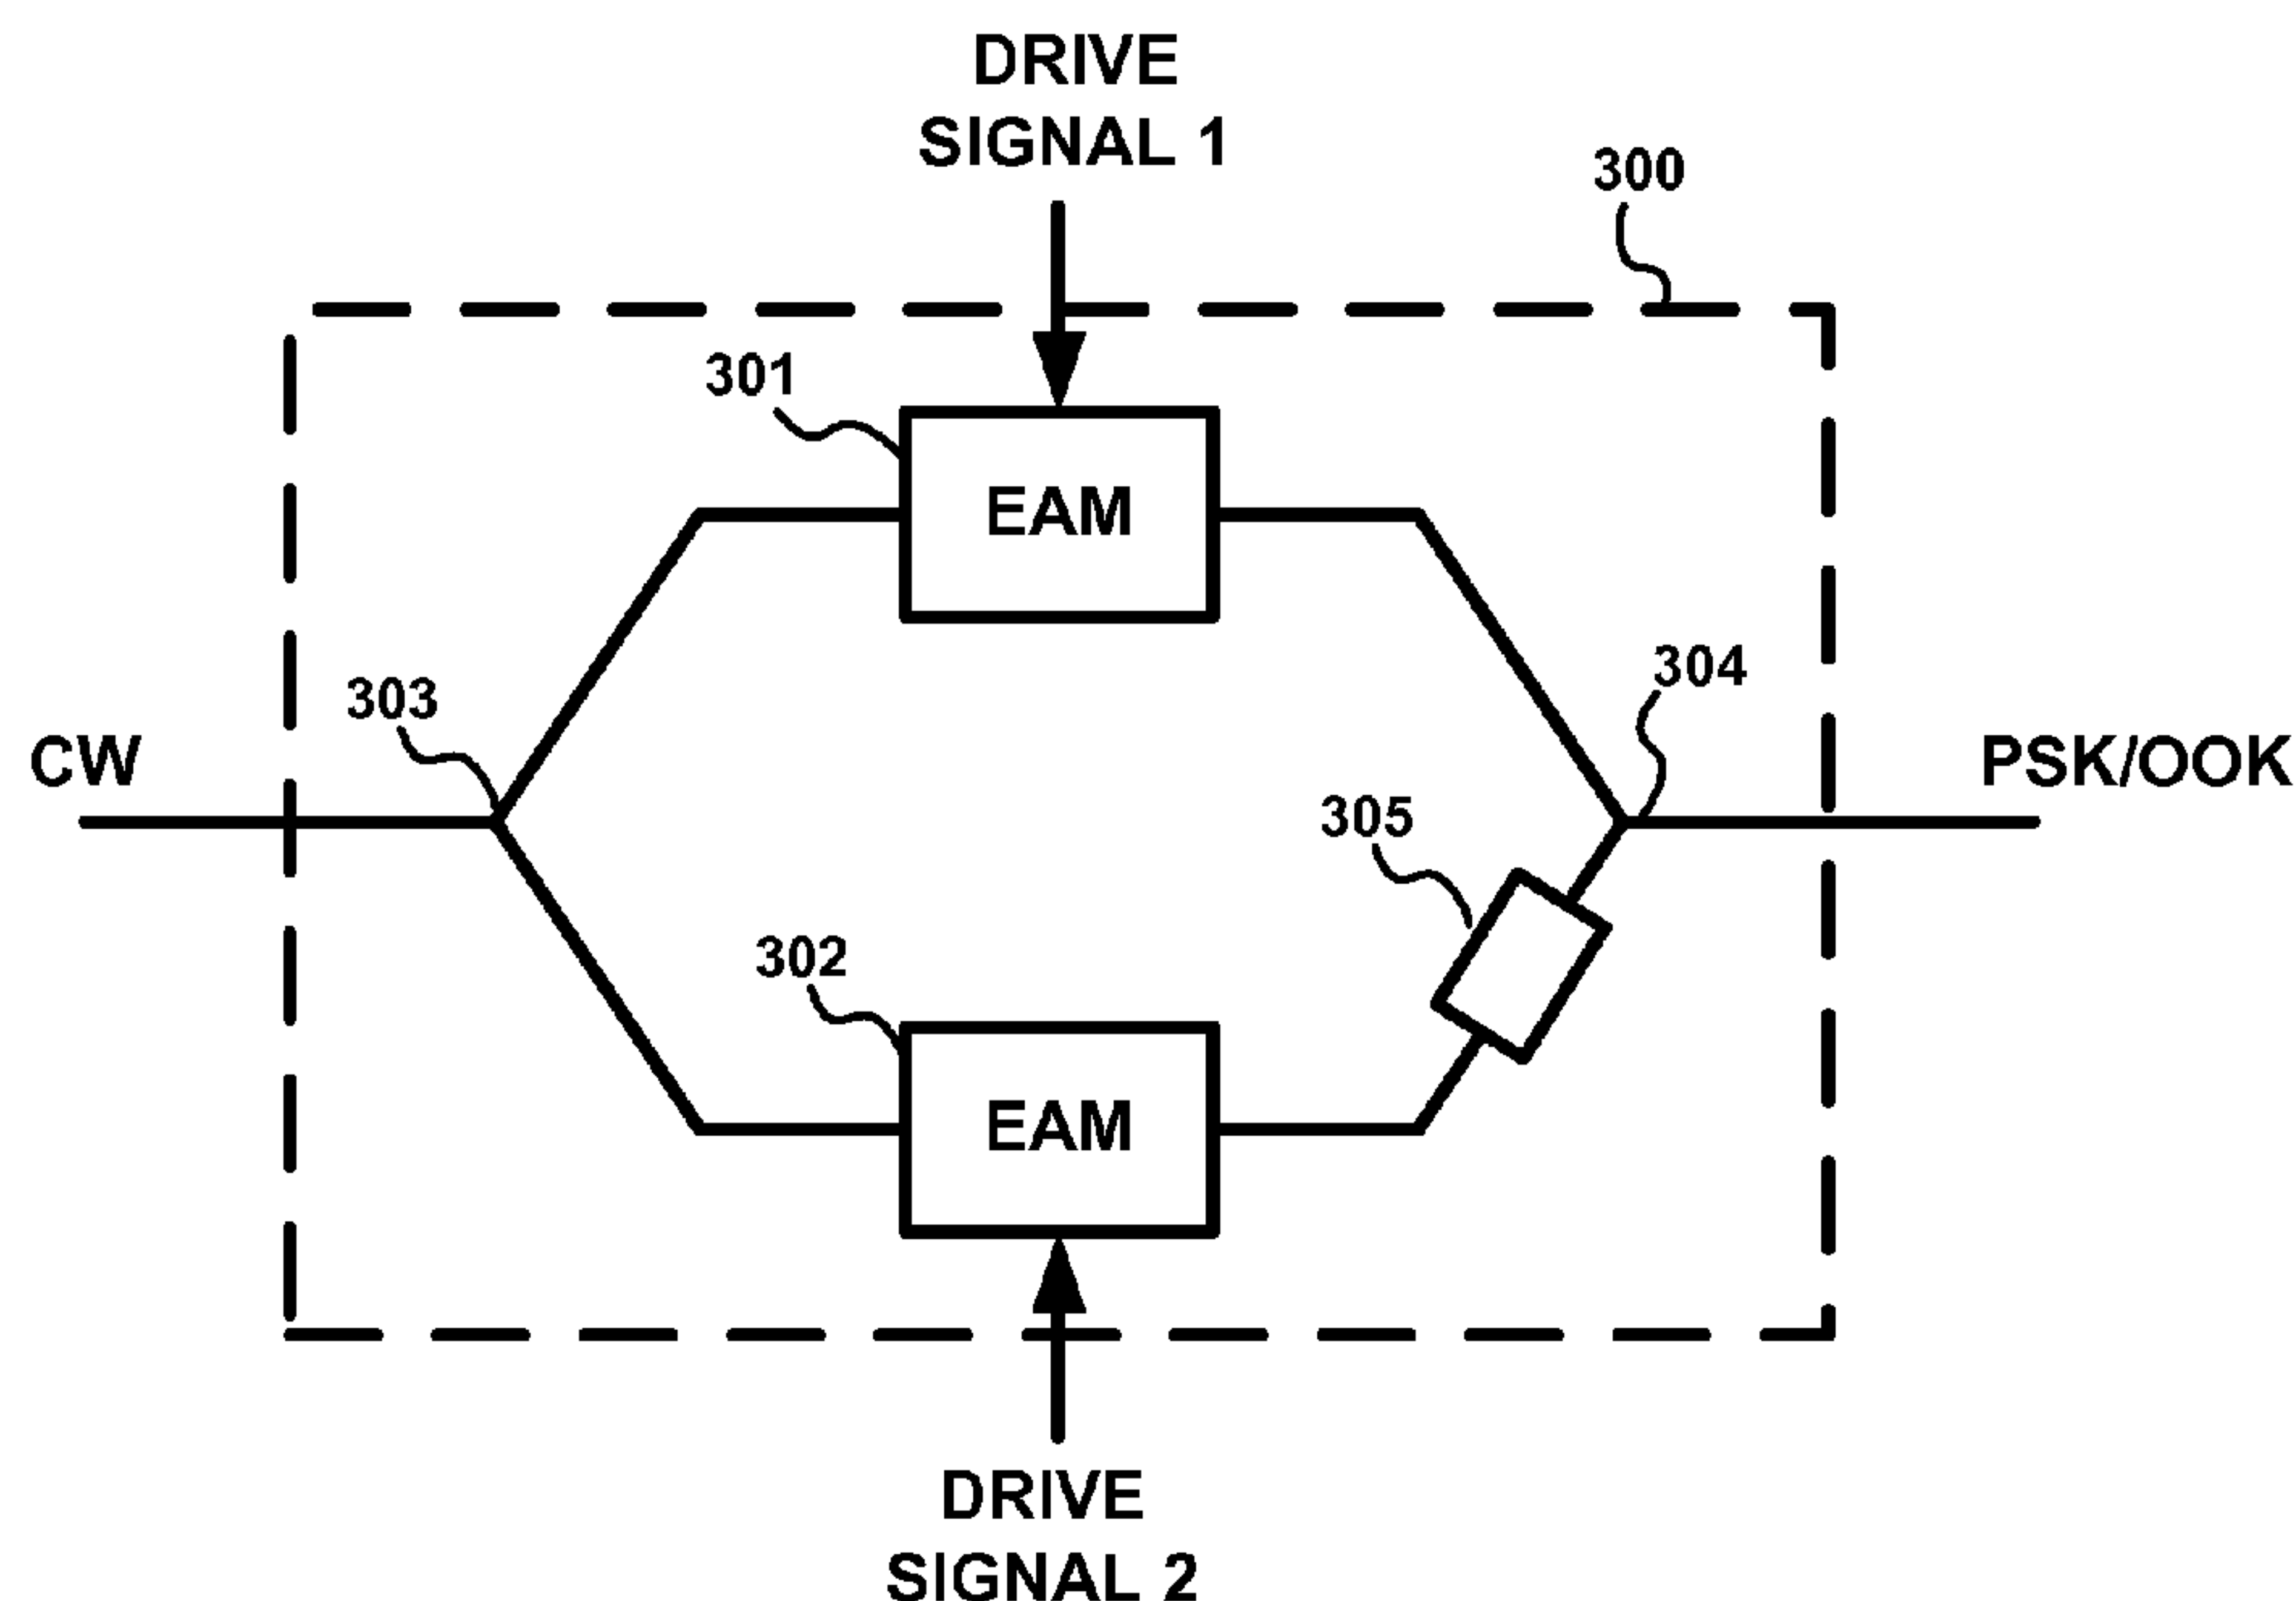 DRIVE
SIGNAL 1
300
301
EAM
304
303
CW
PSK/OOK
305
302
EAM
DRIVE
SIGNAL 2